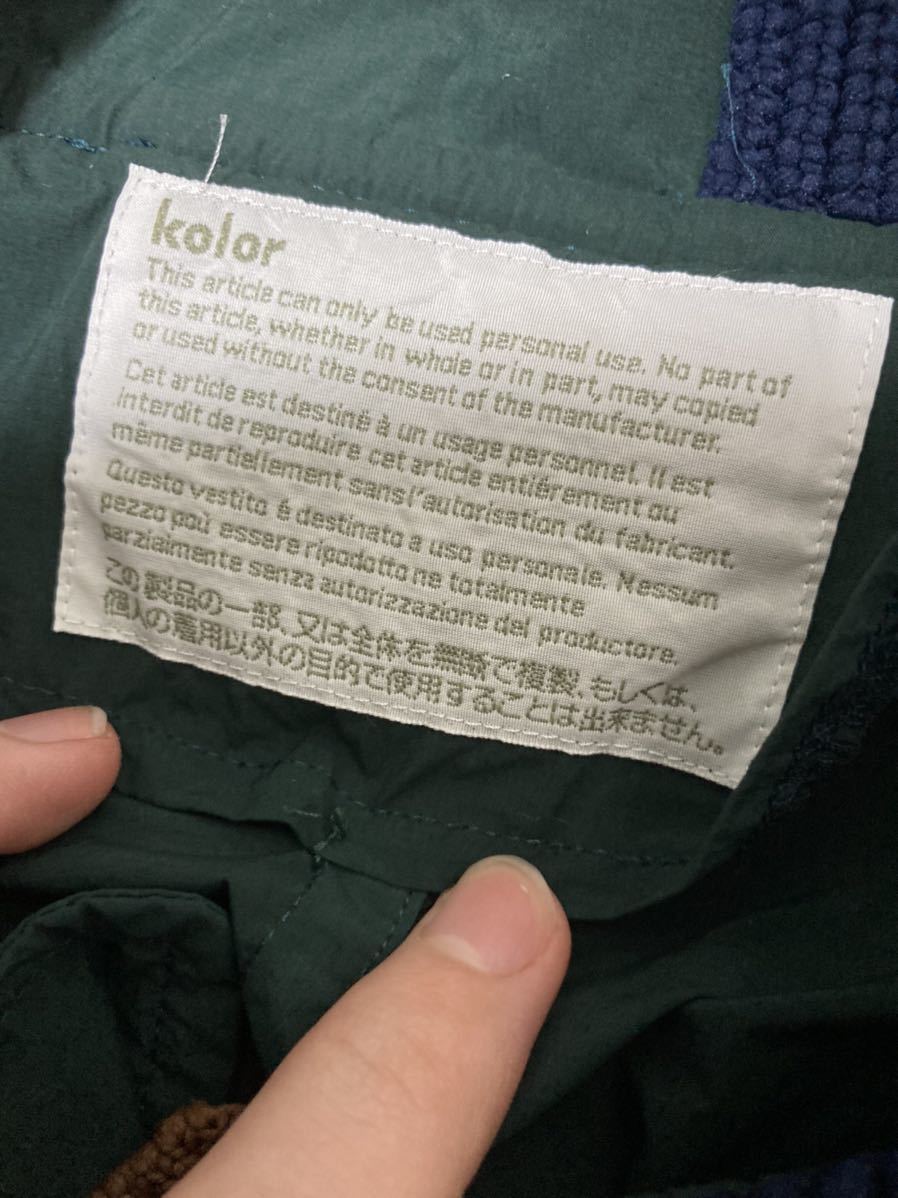 kolor
This article can only be used personal use. No part of
this article, whether in whole or in part, may copied
or used without the consent of the manufacturer.
Cet article est destiné à un usage personnel. Il est
interdit de reproduire cet article entiérement ou
même partiellement sans l'autorisation du fabricant.
Questo vestito é destinato a uso personale. Nessum
pezzo poù essere ripodotto ne totalmente
parzialmente senza autorizzazione del productore.
この製品の一部、又は全体を無断で複製、もしくは、
個人の着用以外の目的で使用することは出来ません。